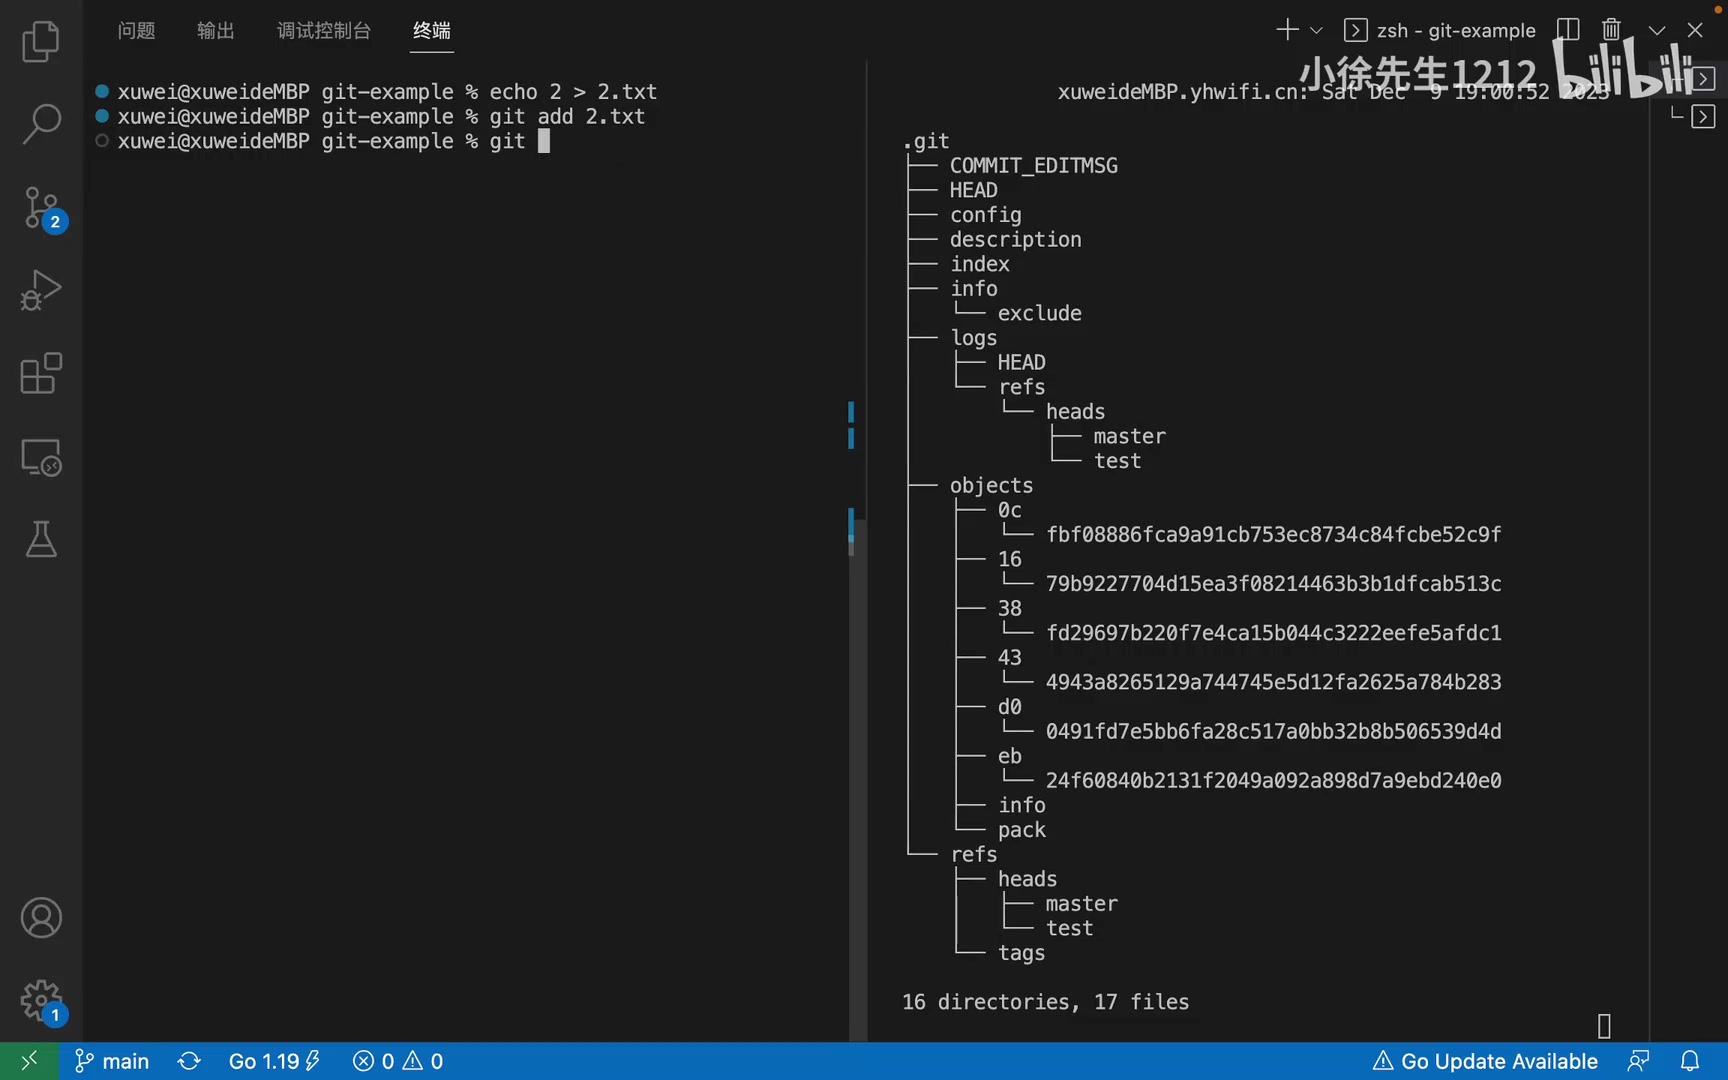 问题 输出 调试控制台 终端
zsh - git-example
小徐先生1212 bilibili
xuwei@xuweideMBP git-example % echo 2 > 2.txt
xuwei@xuweideMBP git-example % git add 2.txt
xuwei@xuweideMBP git-example % git
xuweideMBP.yhwifi.cn: Sat Dec  9 19:00:52 2023
.git
├── COMMIT_EDITMSG
├── HEAD
├── config
├── description
├── index
├── info
│   └── exclude
├── logs
│   ├── HEAD
│   └── refs
│       └── heads
│           ├── master
│           └── test
├── objects
│   ├── 0c
│   │   └── fbf08886fca9a91cb753ec8734c84fcbe52c9f
│   ├── 16
│   │   └── 79b9227704d15ea3f08214463b3b1dfcab513c
│   ├── 38
│   │   └── fd29697b220f7e4ca15b044c3222eefe5afdc1
│   ├── 43
│   │   └── 4943a8265129a744745e5d12fa2625a784b283
│   ├── d0
│   │   └── 0491fd7e5bb6fa28c517a0bb32b8b506539d4d
│   ├── eb
│   │   └── 24f60840b2131f2049a092a898d7a9ebd240e0
│   ├── info
│   └── pack
└── refs
    ├── heads
    │   ├── master
    │   └── test
    └── tags
16 directories, 17 files
2
1
main Go 1.19 0 0 Go Update Available